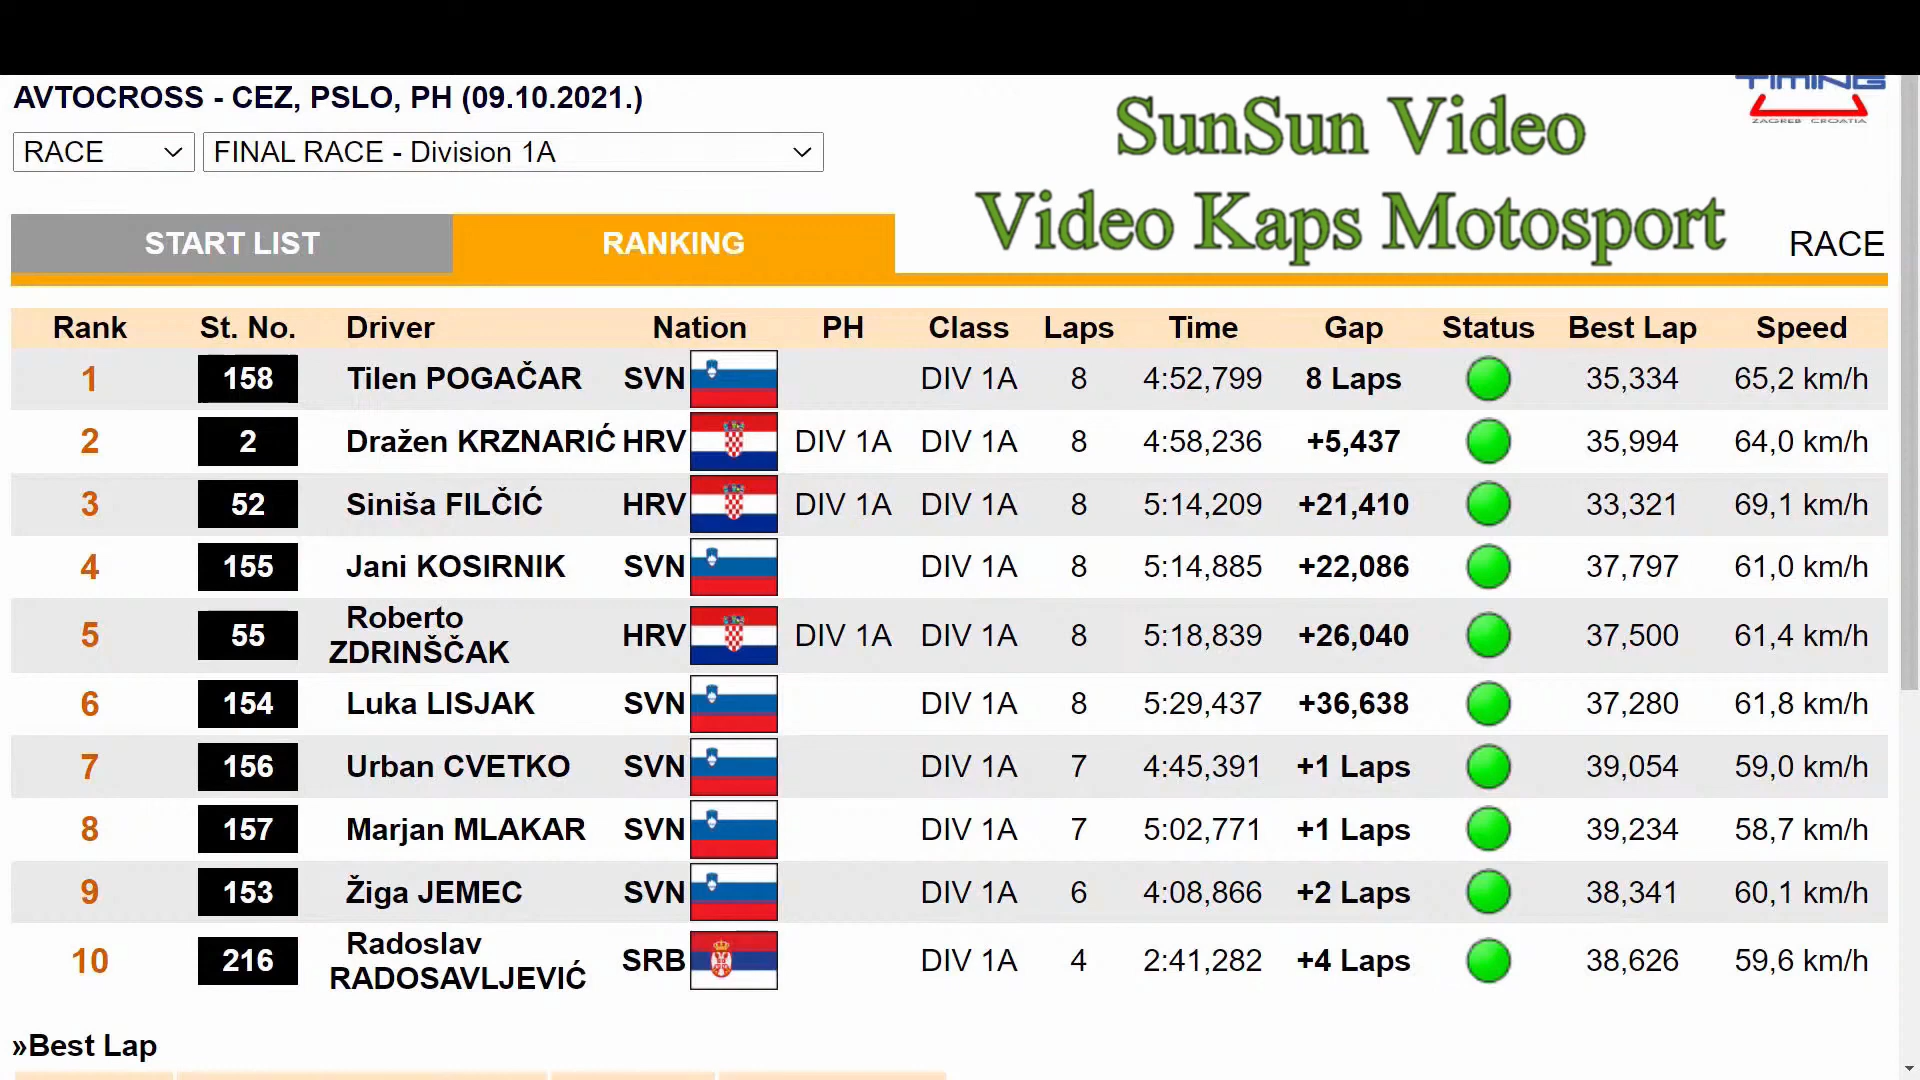 TIMING
ZAGREB CROATIA
AVTOCROSS - CEZ, PSLO, PH (09.10.2021.)
SunSun Video
RACE FINAL RACE - Division 1A
Video Kaps Motosport
START LIST RANKING RACE
Rank St. No. Driver Nation PH Class Laps Time Gap Status Best Lap Speed
1 158 Tilen POGAČAR SVN DIV 1A 8 4:52,799 8 Laps 35,334 65,2 km/h
2 2 Dražen KRZNARIĆ HRV DIV 1A DIV 1A 8 4:58,236 +5,437 35,994 64,0 km/h
3 52 Siniša FILČIĆ HRV DIV 1A DIV 1A 8 5:14,209 +21,410 33,321 69,1 km/h
4 155 Jani KOSIRNIK SVN DIV 1A 8 5:14,885 +22,086 37,797 61,0 km/h
5 55 Roberto ZDRINŠČAK HRV DIV 1A DIV 1A 8 5:18,839 +26,040 37,500 61,4 km/h
6 154 Luka LISJAK SVN DIV 1A 8 5:29,437 +36,638 37,280 61,8 km/h
7 156 Urban CVETKO SVN DIV 1A 7 4:45,391 +1 Laps 39,054 59,0 km/h
8 157 Marjan MLAKAR SVN DIV 1A 7 5:02,771 +1 Laps 39,234 58,7 km/h
9 153 Žiga JEMEC SVN DIV 1A 6 4:08,866 +2 Laps 38,341 60,1 km/h
10 216 Radoslav RADOSAVLJEVIĆ SRB DIV 1A 4 2:41,282 +4 Laps 38,626 59,6 km/h
»Best Lap